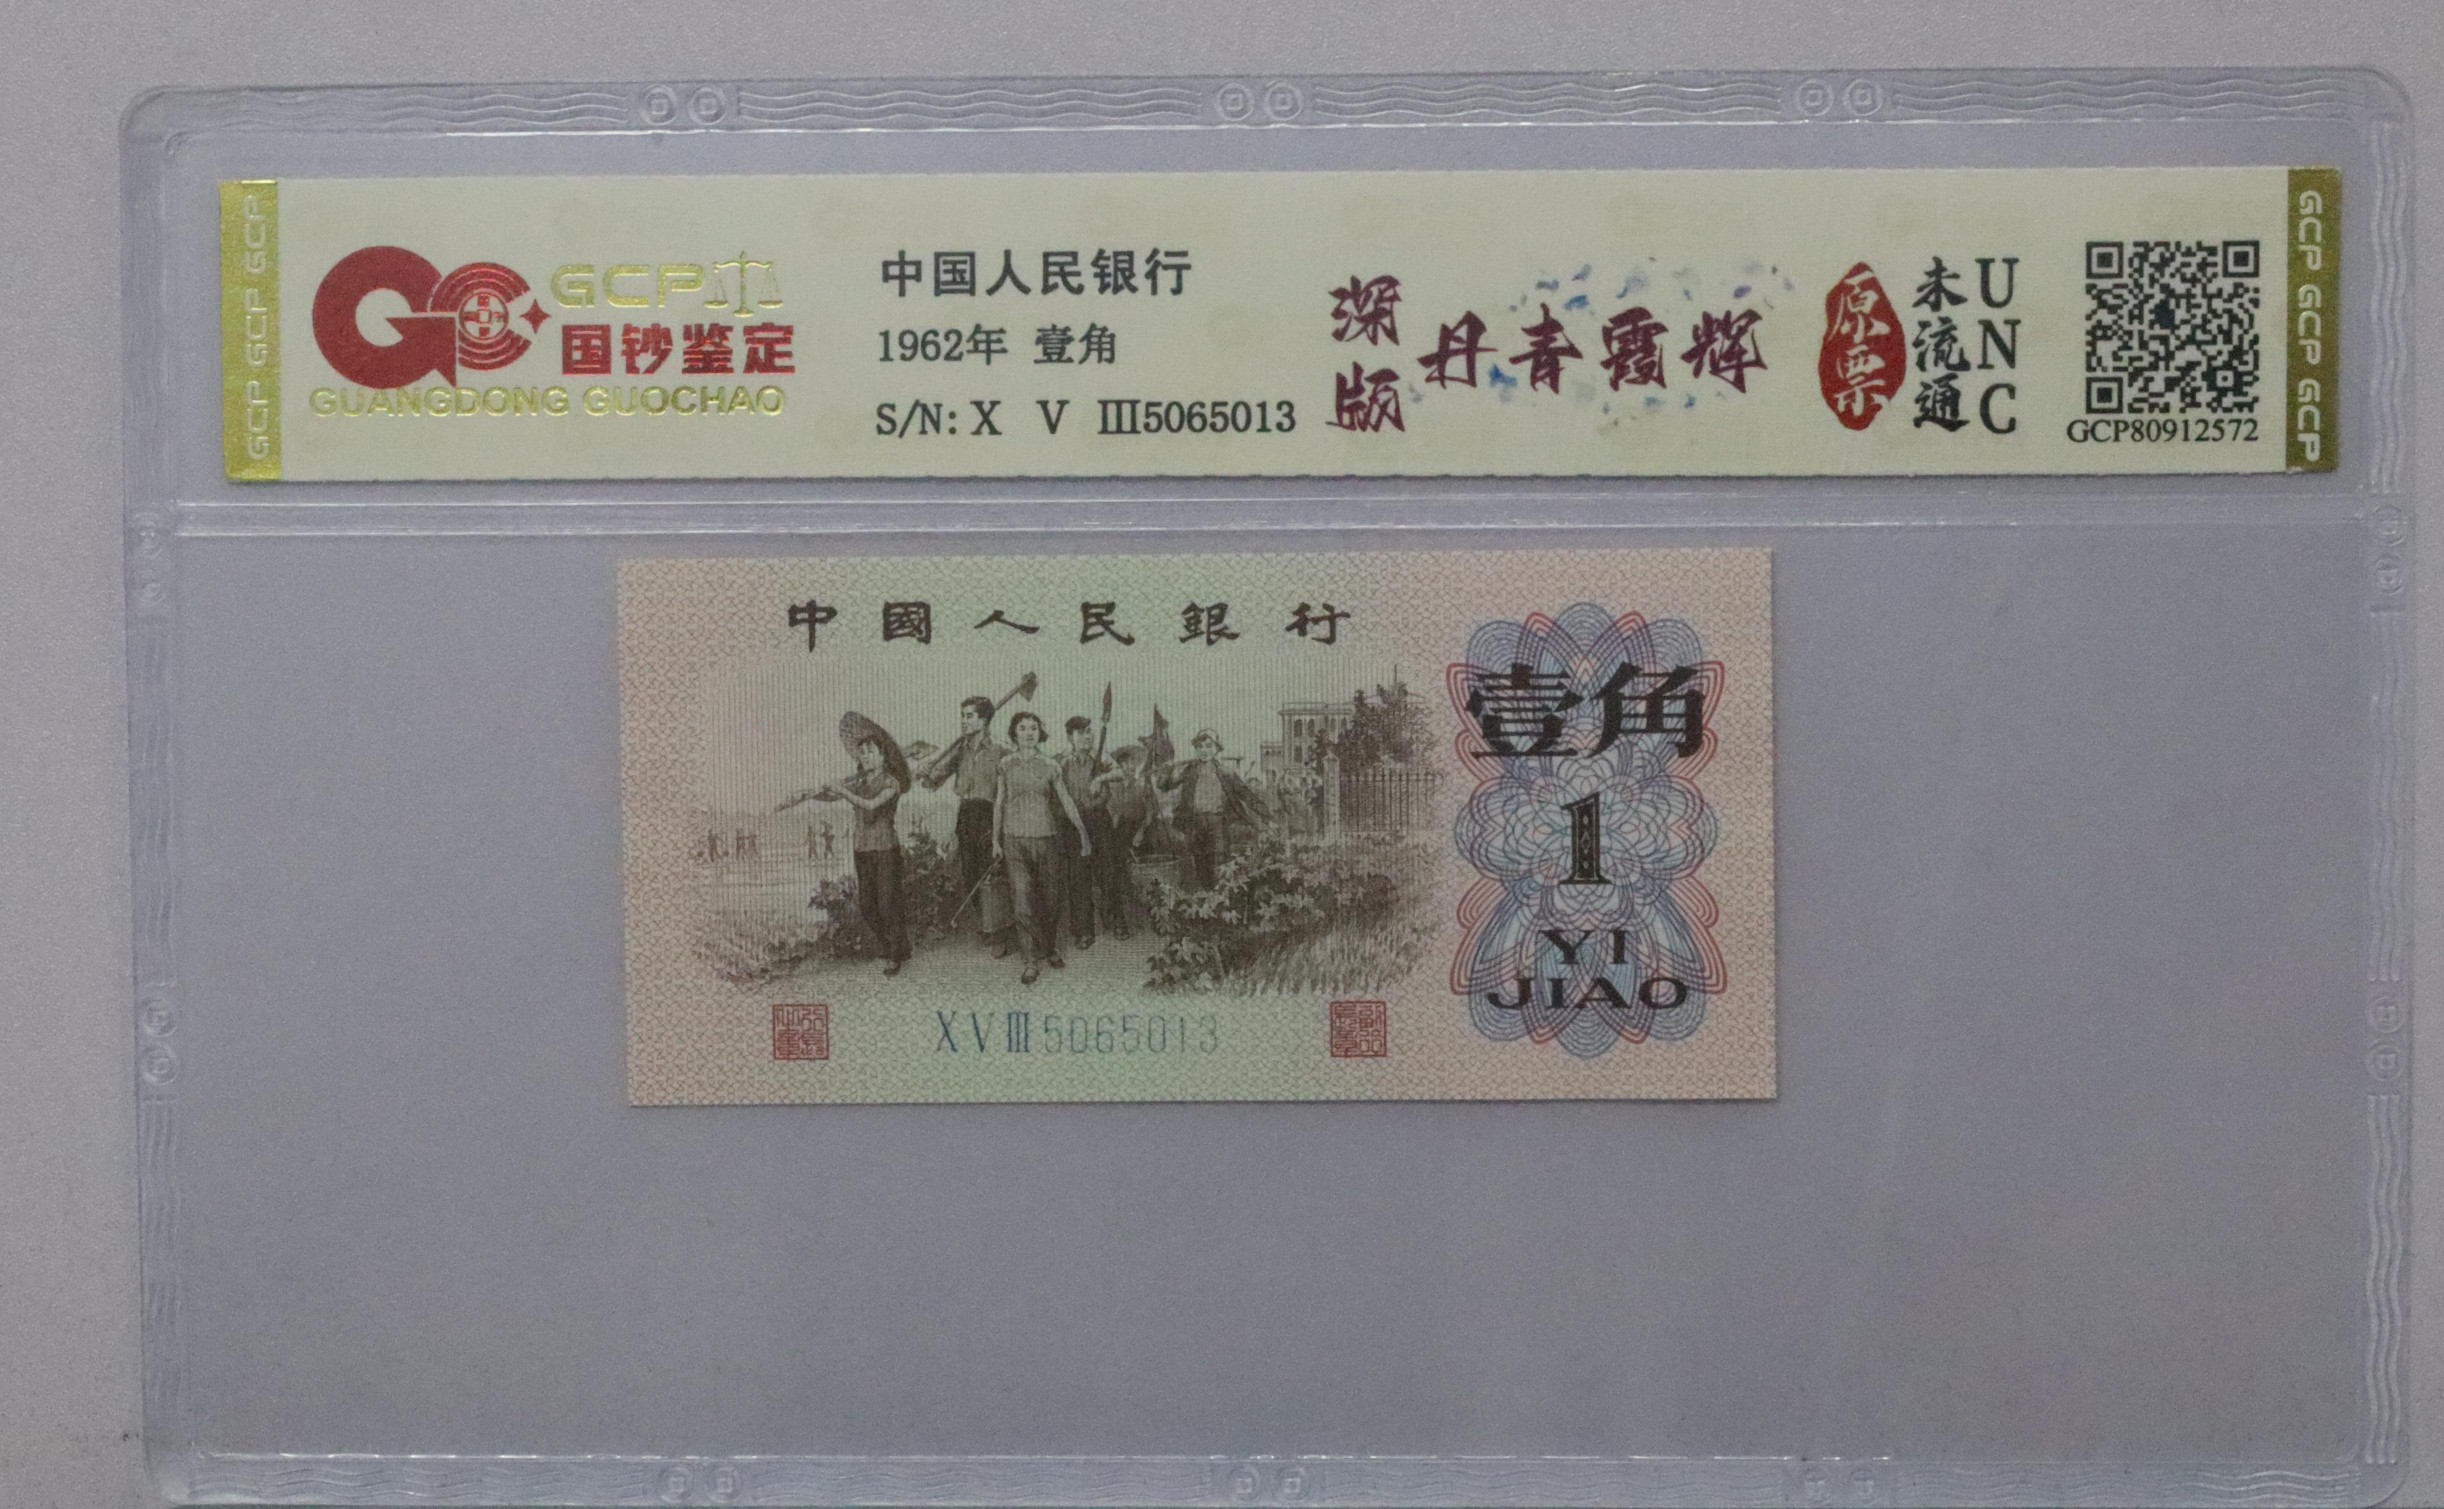 GCP GCP GCP
GCP
国钞鉴定
GUANGDONG GUOCHAO
中国人民银行
1962年 壹角
S/N: X V III5065013
深版
丹青霞辉
原票
未流通
UNC
GCP80912572
GCP GCP GCP
中國人民銀行
壹角
1
YI
JIAO
X V III 5065013